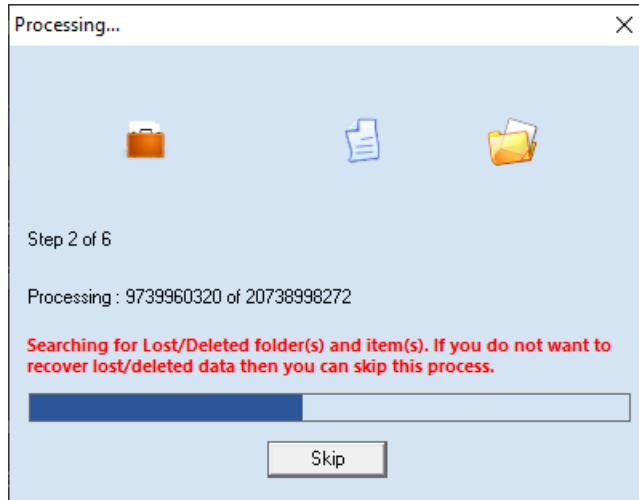 Processing...
Step 2 of 6
Processing : 9739960320 of 20738998272
Searching for Lost/Deleted folder(s) and item(s). If you do not want to
recover lost/deleted data then you can skip this process.
Skip